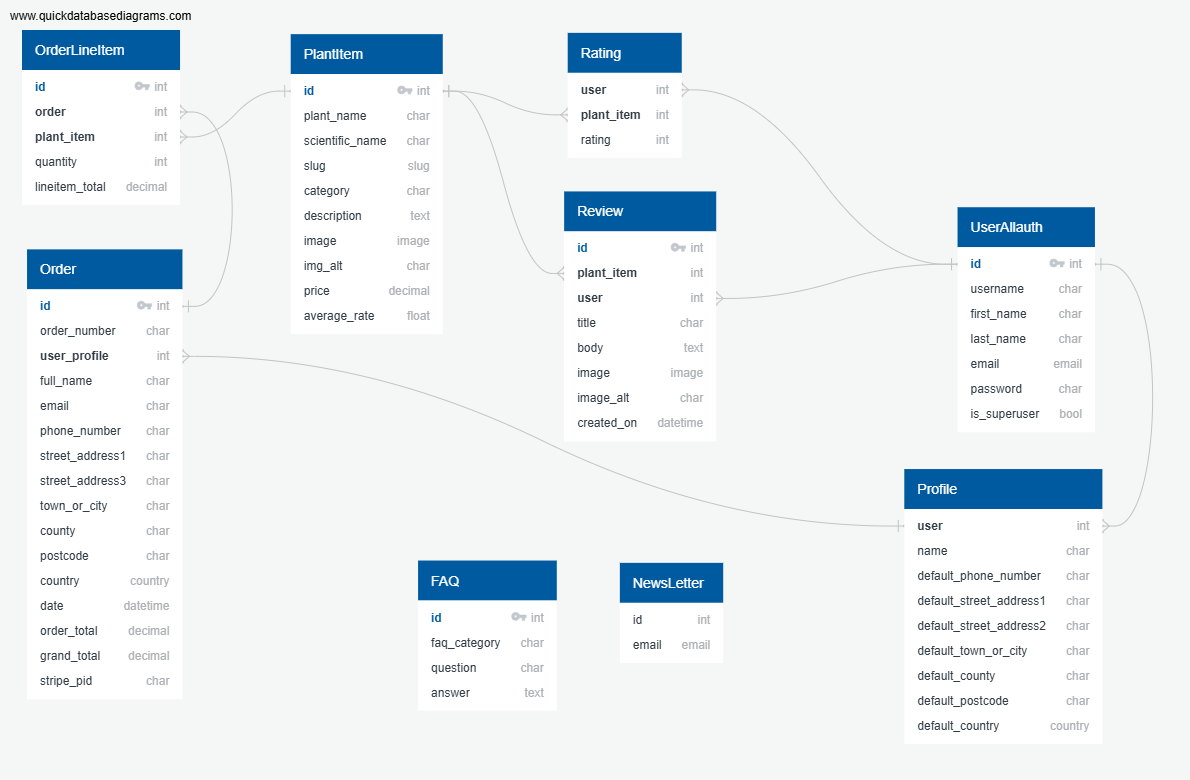 www.quickdatabasediagrams.com
OrderLineItem
id int
order int
plant_item int
quantity int
lineitem_total decimal
PlantItem
id int
plant_name char
scientific_name char
slug slug
category char
description text
image image
img_alt char
price decimal
average_rate float
Rating
user int
plant_item int
rating int
Review
id int
plant_item int
user int
title char
body text
image image
image_alt char
created_on datetime
UserAllauth
id int
username char
first_name char
last_name char
email email
password char
is_superuser bool
Order
id int
order_number char
user_profile int
full_name char
email char
phone_number char
street_address1 char
street_address3 char
town_or_city char
county char
postcode char
country country
date datetime
order_total decimal
grand_total decimal
stripe_pid char
FAQ
id int
faq_category char
question char
answer text
NewsLetter
id int
email email
Profile
user int
name char
default_phone_number char
default_street_address1 char
default_street_address2 char
default_town_or_city char
default_county char
default_postcode char
default_country country